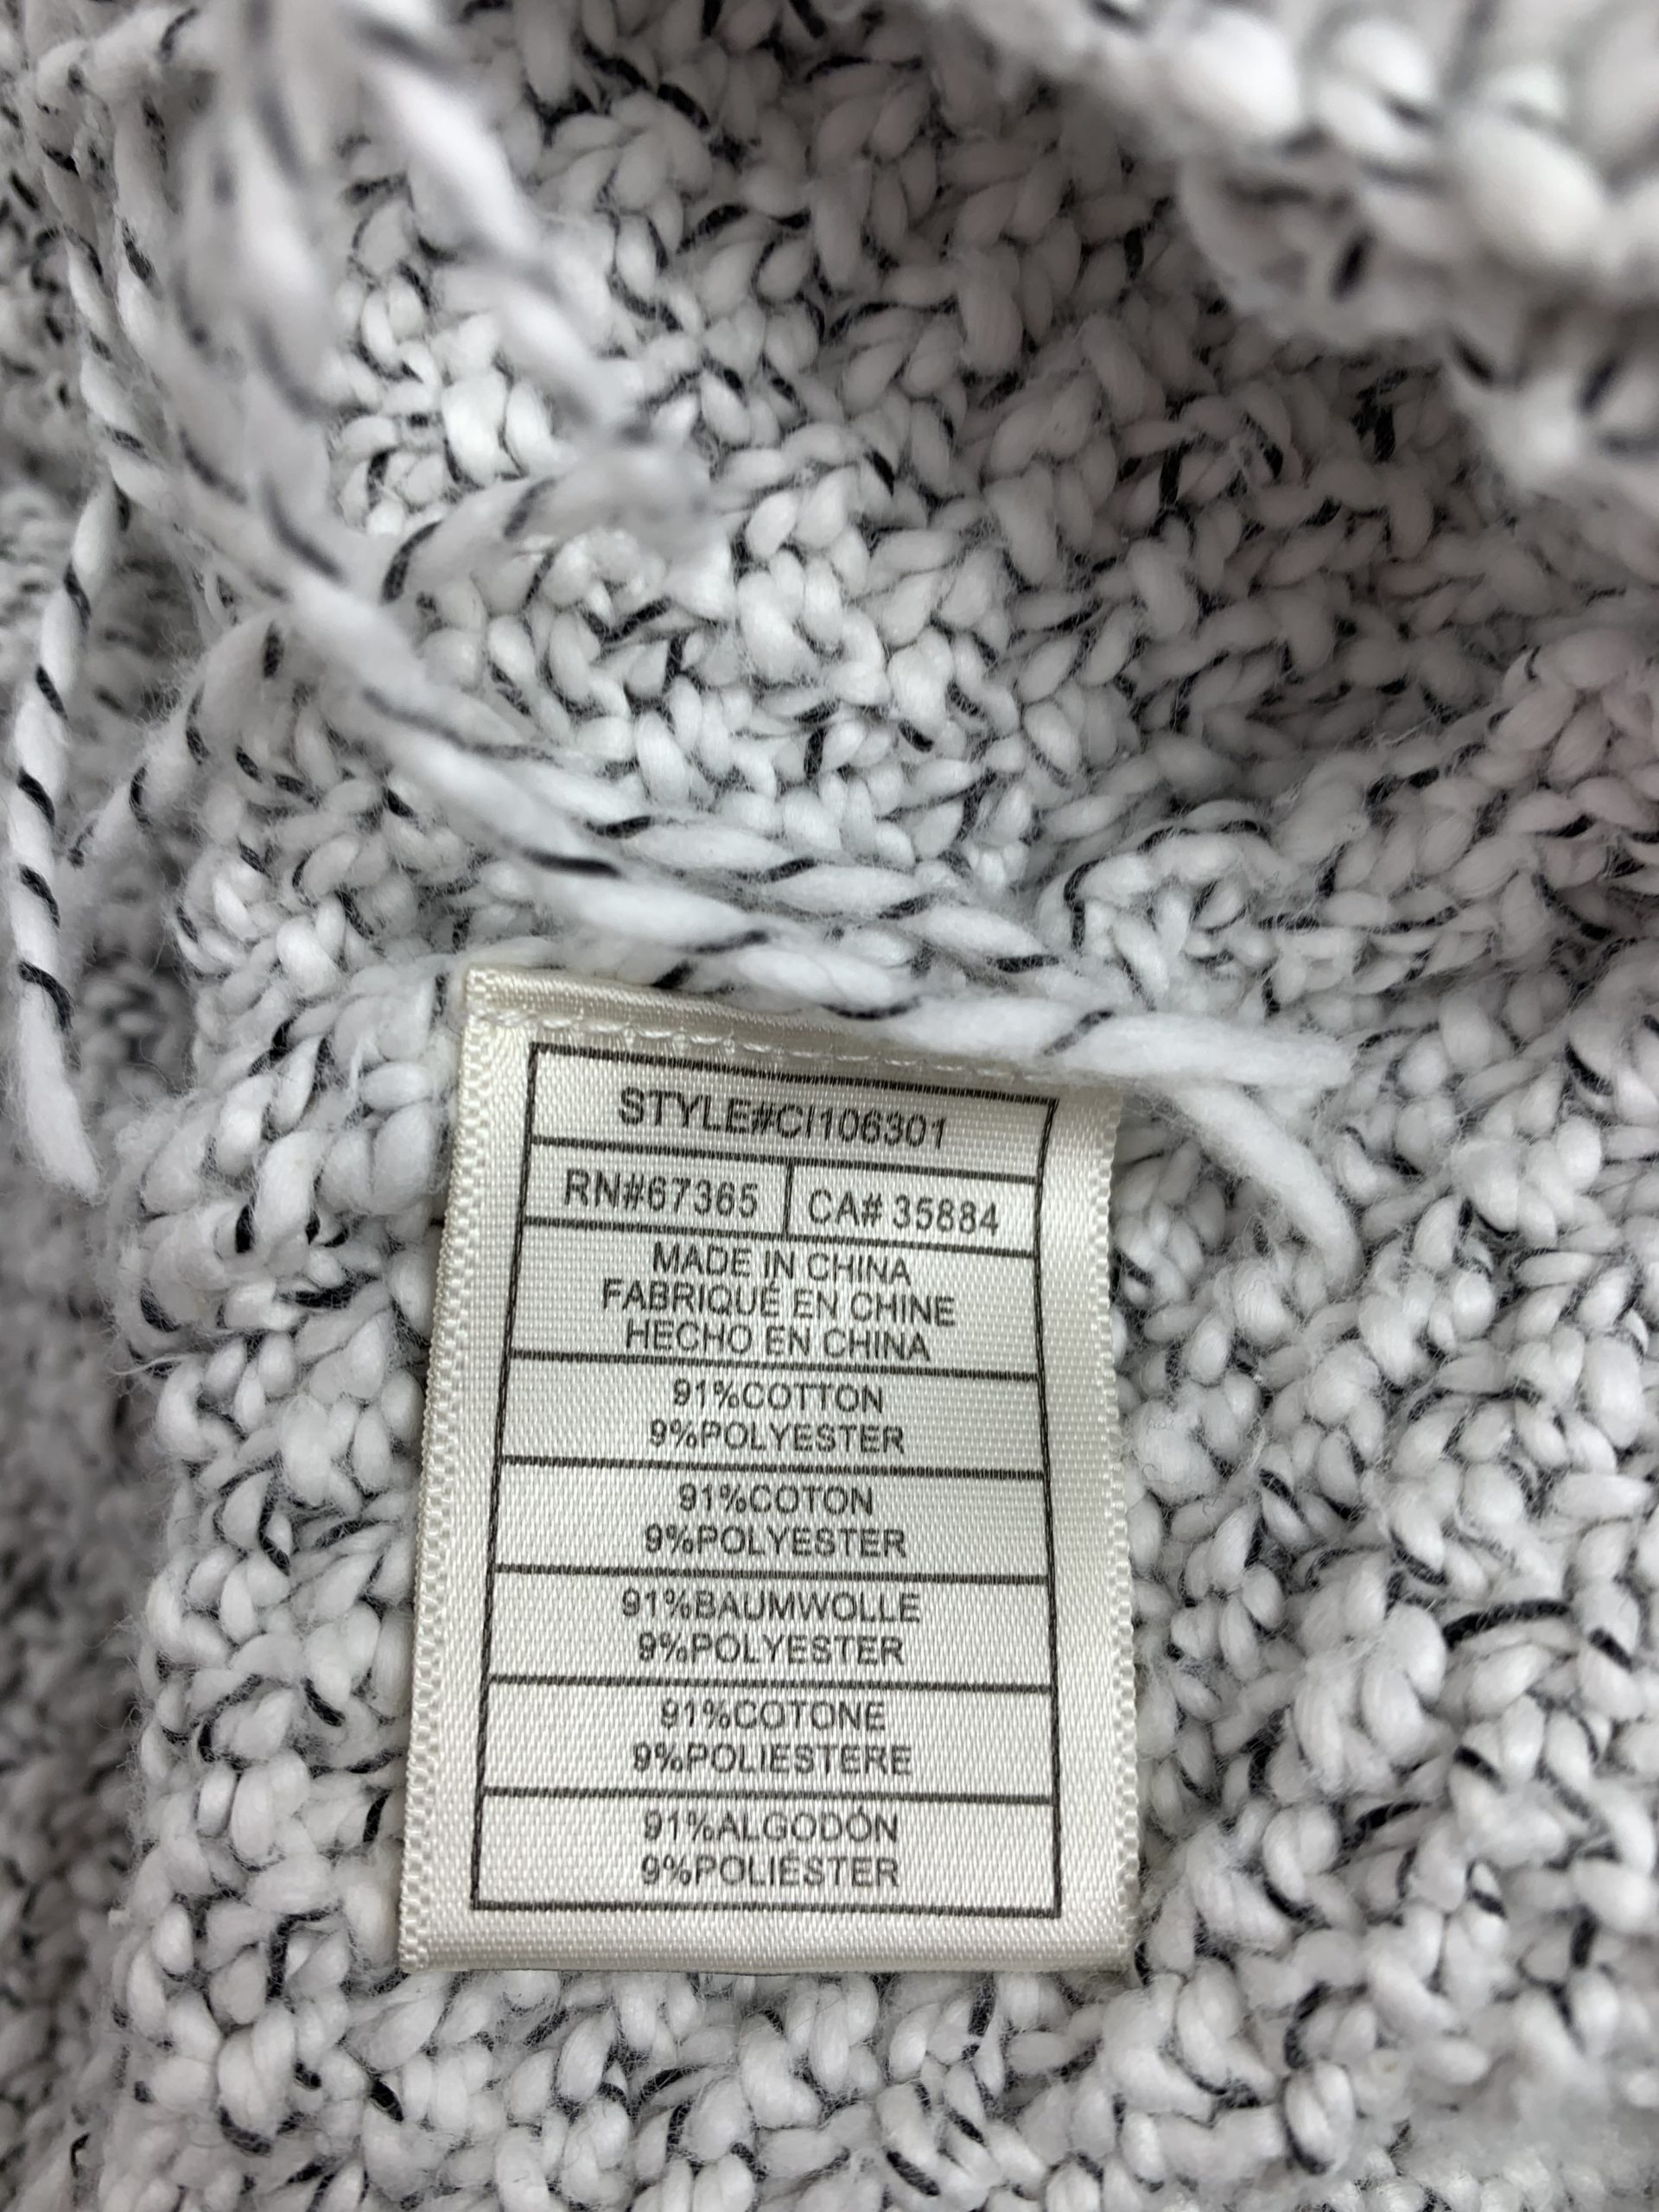 STYLE#CI106301
RN#67365 CA# 35884
MADE IN CHINA
FABRIQUÉ EN CHINE
HECHO EN CHINA
91%COTTON
9%POLYESTER
91%COTON
9%POLYESTER
91%BAUMWOLLE
9%POLYESTER
91%COTONE
9%POLIESTERE
91%ALGODÓN
9%POLIÉSTER